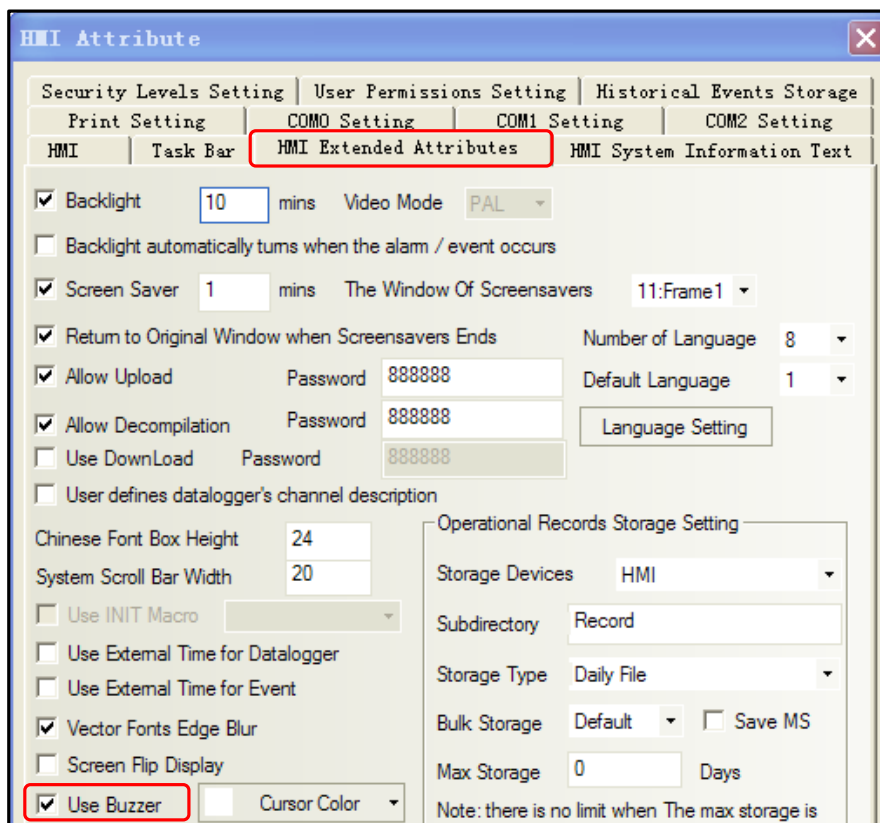 HMI Attribute
Security Levels Setting User Permissions Setting Historical Events Storage
Print Setting COM0 Setting COM1 Setting COM2 Setting
HMI Task Bar HMI Extended Attributes HMI System Information Text
Backlight 10 mins Video Mode PAL
Backlight automatically turns when the alarm / event occurs
Screen Saver 1 mins The Window Of Screensavers 11:Frame1
Return to Original Window when Screensavers Ends Number of Language 8
Allow Upload Password 888888 Default Language 1
Allow Decompilation Password 888888 Language Setting
Use DownLoad Password 888888
User defines datalogger's channel description
Chinese Font Box Height 24
System Scroll Bar Width 20
Use INIT Macro
Use External Time for Datalogger
Use External Time for Event
Vector Fonts Edge Blur
Screen Flip Display
Use Buzzer Cursor Color
Operational Records Storage Setting
Storage Devices HMI
Subdirectory Record
Storage Type Daily File
Bulk Storage Default Save MS
Max Storage 0 Days
Note: there is no limit when The max storage is